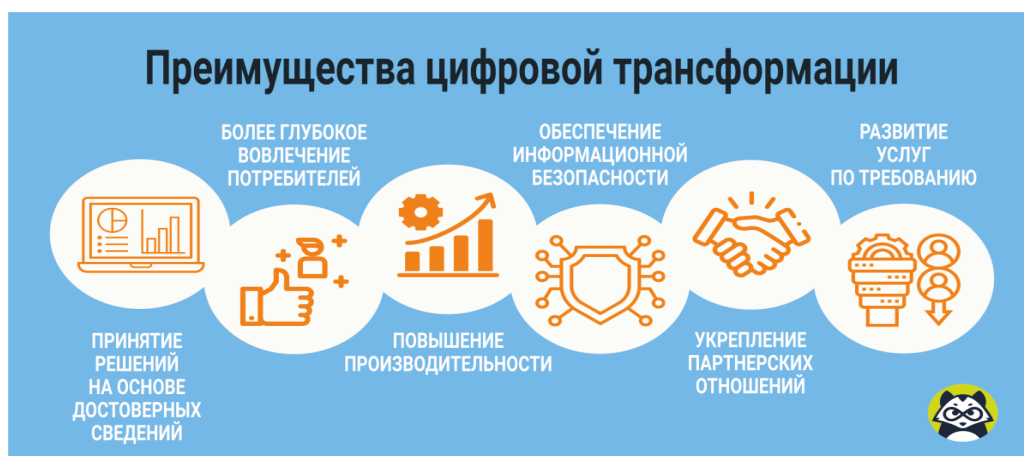 Преимущества цифровой трансформации
ПРИНЯТИЕ
РЕШЕНИЙ
НА ОСНОВЕ
ДОСТОВЕРНЫХ
СВЕДЕНИЙ
БОЛЕЕ ГЛУБОКОЕ
ВОВЛЕЧЕНИЕ
ПОТРЕБИТЕЛЕЙ
ПОВЫШЕНИЕ
ПРОИЗВОДИТЕЛЬНОСТИ
ОБЕСПЕЧЕНИЕ
ИНФОРМАЦИОННОЙ
БЕЗОПАСНОСТИ
УКРЕПЛЕНИЕ
ПАРТНЕРСКИХ
ОТНОШЕНИЙ
РАЗВИТИЕ
УСЛУГ
ПО ТРЕБОВАНИЮ